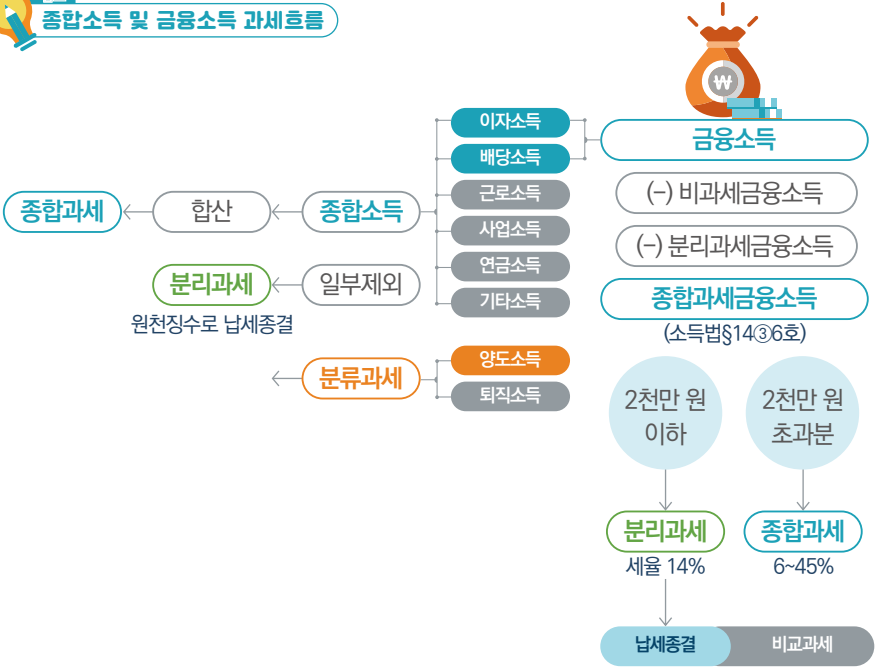 종합소득 및 금융소득 과세흐름
₩
이자소득
배당소득
근로소득
사업소득
연금소득
기타소득
종합소득
합산
종합과세
일부제외
분리과세
원천징수로 납세종결
양도소득
퇴직소득
분류과세
금융소득
(-) 비과세금융소득
(-) 분리과세금융소득
종합과세금융소득
(소득법§14③6호)
2천만 원
이하
2천만 원
초과분
분리과세
세율 14%
종합과세
6~45%
납세종결
비교과세